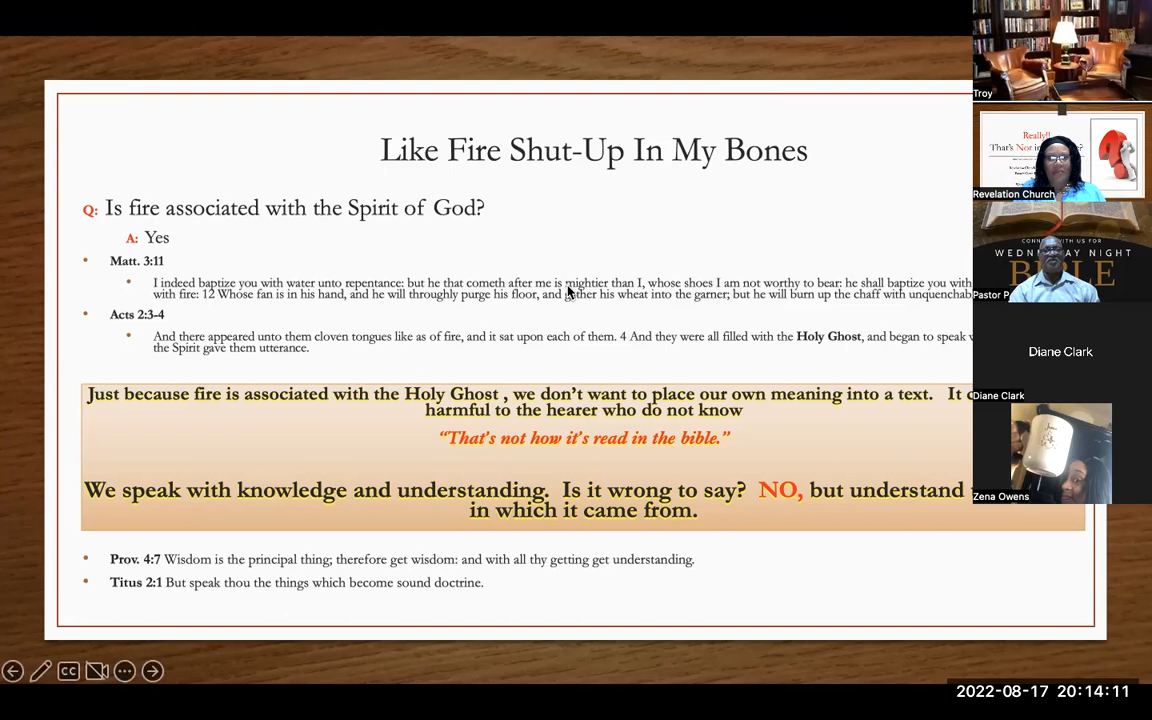 Like Fire Shut-Up In My Bones
Q: Is fire associated with the Spirit of God?
A: Yes
• Matt. 3:11
• I indeed baptize you with water unto repentance: but he that cometh after me is mightier than I, whose shoes I am not worthy to bear: he shall baptize you with
with fire: 12 Whose fan is in his hand, and he will throughly purge his floor, and gather his wheat into the garner; but he will burn up the chaff with
• Acts 2:3-4
• And there appeared unto them cloven tongues like as of fire, and it sat upon each of them. 4 And they were all filled with the Holy Ghost, and began to speak
the Spirit gave them utterance.
Just because fire is associated with the Holy Ghost , we don't want to place our own meaning into a text. It
harmful to the hearer who do not know
“That's not how it's read in the bible.”
We speak with knowledge and understanding. Is it wrong to say? NO, but understand
in which it came from.
• Prov. 4:7 Wisdom is the principal thing; therefore get wisdom: and with all thy getting get understanding.
• Titus 2:1 But speak thou the things which become sound doctrine.
CC
Troy
Really!!
That's Not
Revelation Church
WITH US FOR
NIGHT
Pastor P
Diane Clark
Diane Clark
Zena Owens
2022-08-17 20:14:11